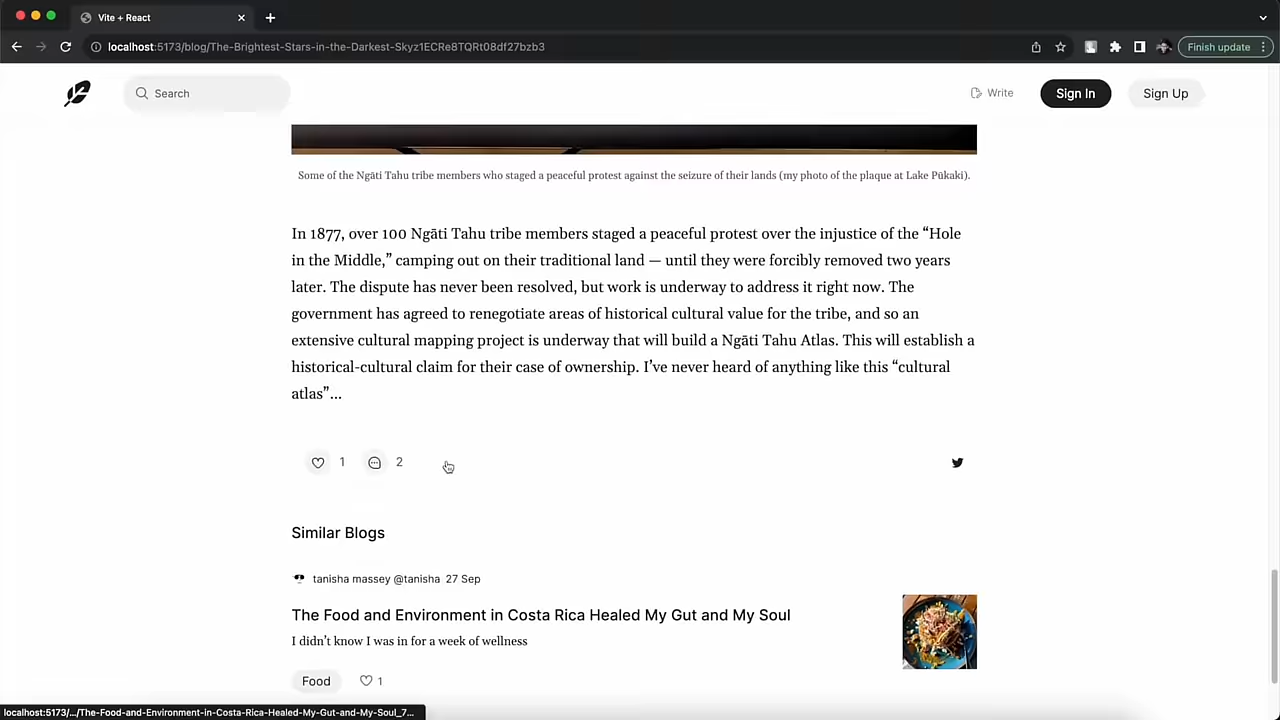 Vite + React
localhost:5173/blog/The-Brightest-Stars-in-the-Darkest-Skyz1ECRe8TQRt08df27bzb3
Finish update
Search
Write
Sign In
Sign Up
Some of the Ngāti Tahu tribe members who staged a peaceful protest against the seizure of their lands (my photo of the plaque at Lake Pūkaki).
In 1877, over 100 Ngāti Tahu tribe members staged a peaceful protest over the injustice of the “Hole
in the Middle,” camping out on their traditional land — until they were forcibly removed two years
later. The dispute has never been resolved, but work is underway to address it right now. The
government has agreed to renegotiate areas of historical cultural value for the tribe, and so an
extensive cultural mapping project is underway that will build a Ngāti Tahu Atlas. This will establish a
historical-cultural claim for their case of ownership. I’ve never heard of anything like this “cultural
atlas”...
1
2
Similar Blogs
tanisha massey @tanisha 27 Sep
The Food and Environment in Costa Rica Healed My Gut and My Soul
I didn’t know I was in for a week of wellness
Food
1
localhost:5173/.../The-Food-and-Environment-in-Costa-Rica-Healed-My-Gut-and-My-Soul_7...